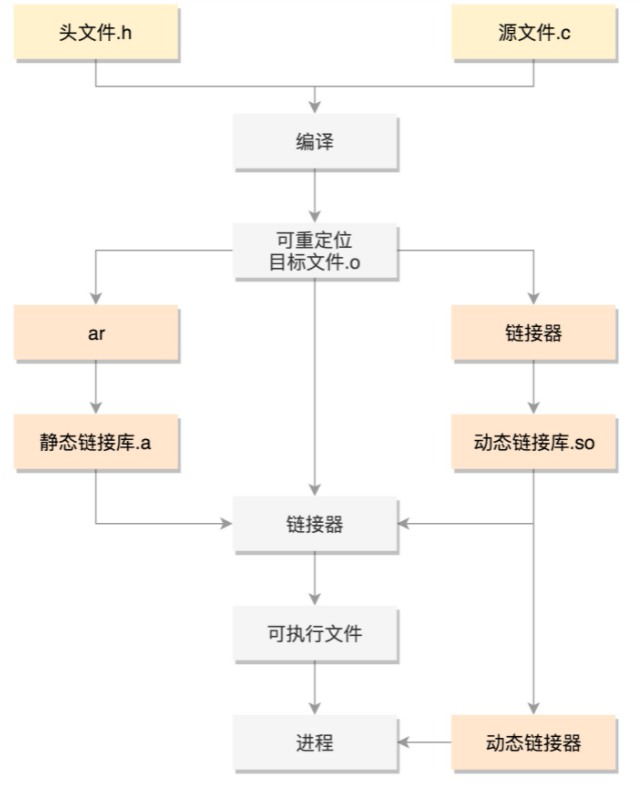 头文件.h
源文件.c
编译
可重定位
目标文件.o
ar
链接器
静态链接库.a
动态链接库.so
链接器
可执行文件
进程
动态链接器